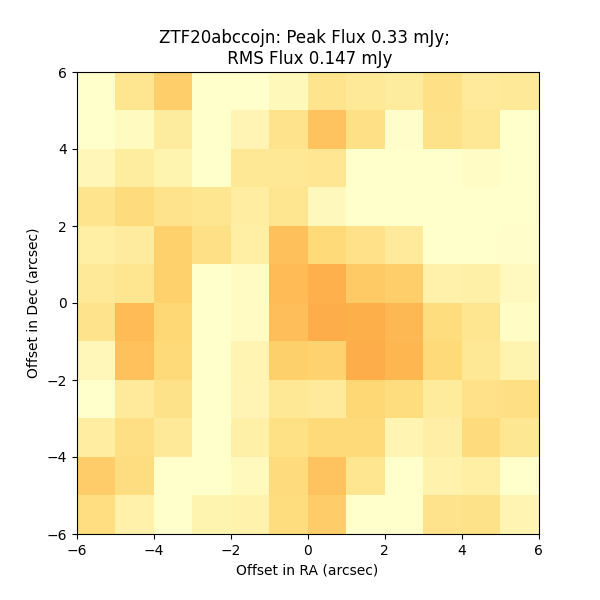 ZTF20abccojn: Peak Flux 0.33 mJy;
RMS Flux 0.147 mJy
6
4
2
0
−2
−4
−6
Offset in Dec (arcsec)
−6 −4 −2 0 2 4 6
Offset in RA (arcsec)